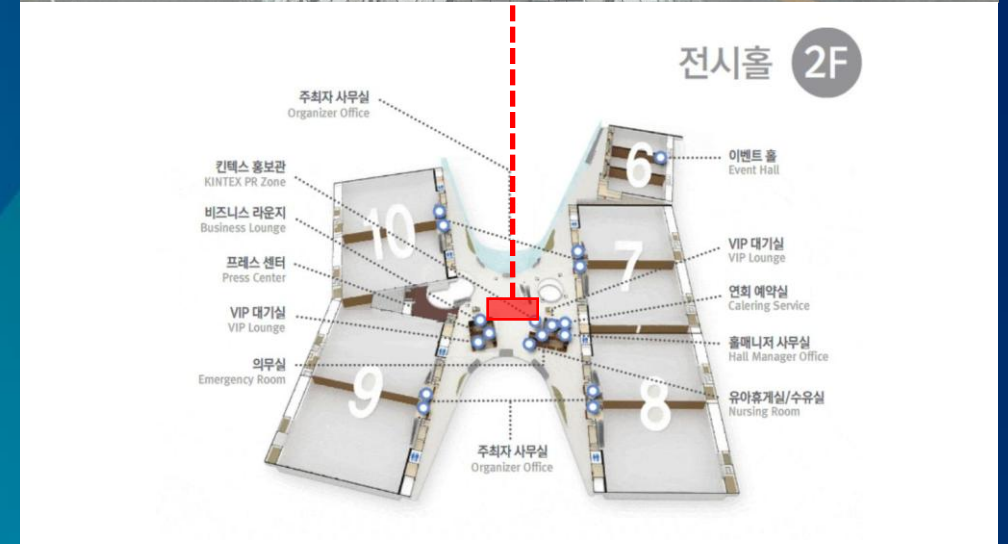 전시홀 2F
주최자 사무실
Organizer Office
킨텍스 홍보관
KINTEX PR Zone
비즈니스 라운지
Business Lounge
프레스 센터
Press Center
VIP 대기실
VIP Lounge
의무실
Emergency Room
이벤트 홀
Event Hall
VIP 대기실
VIP Lounge
연회 예약실
Calering Service
홀매니저 사무실
Hall Manager Office
유아휴게실/수유실
Nursing Room
주최자 사무실
Organizer Office
6
10
7
9
8